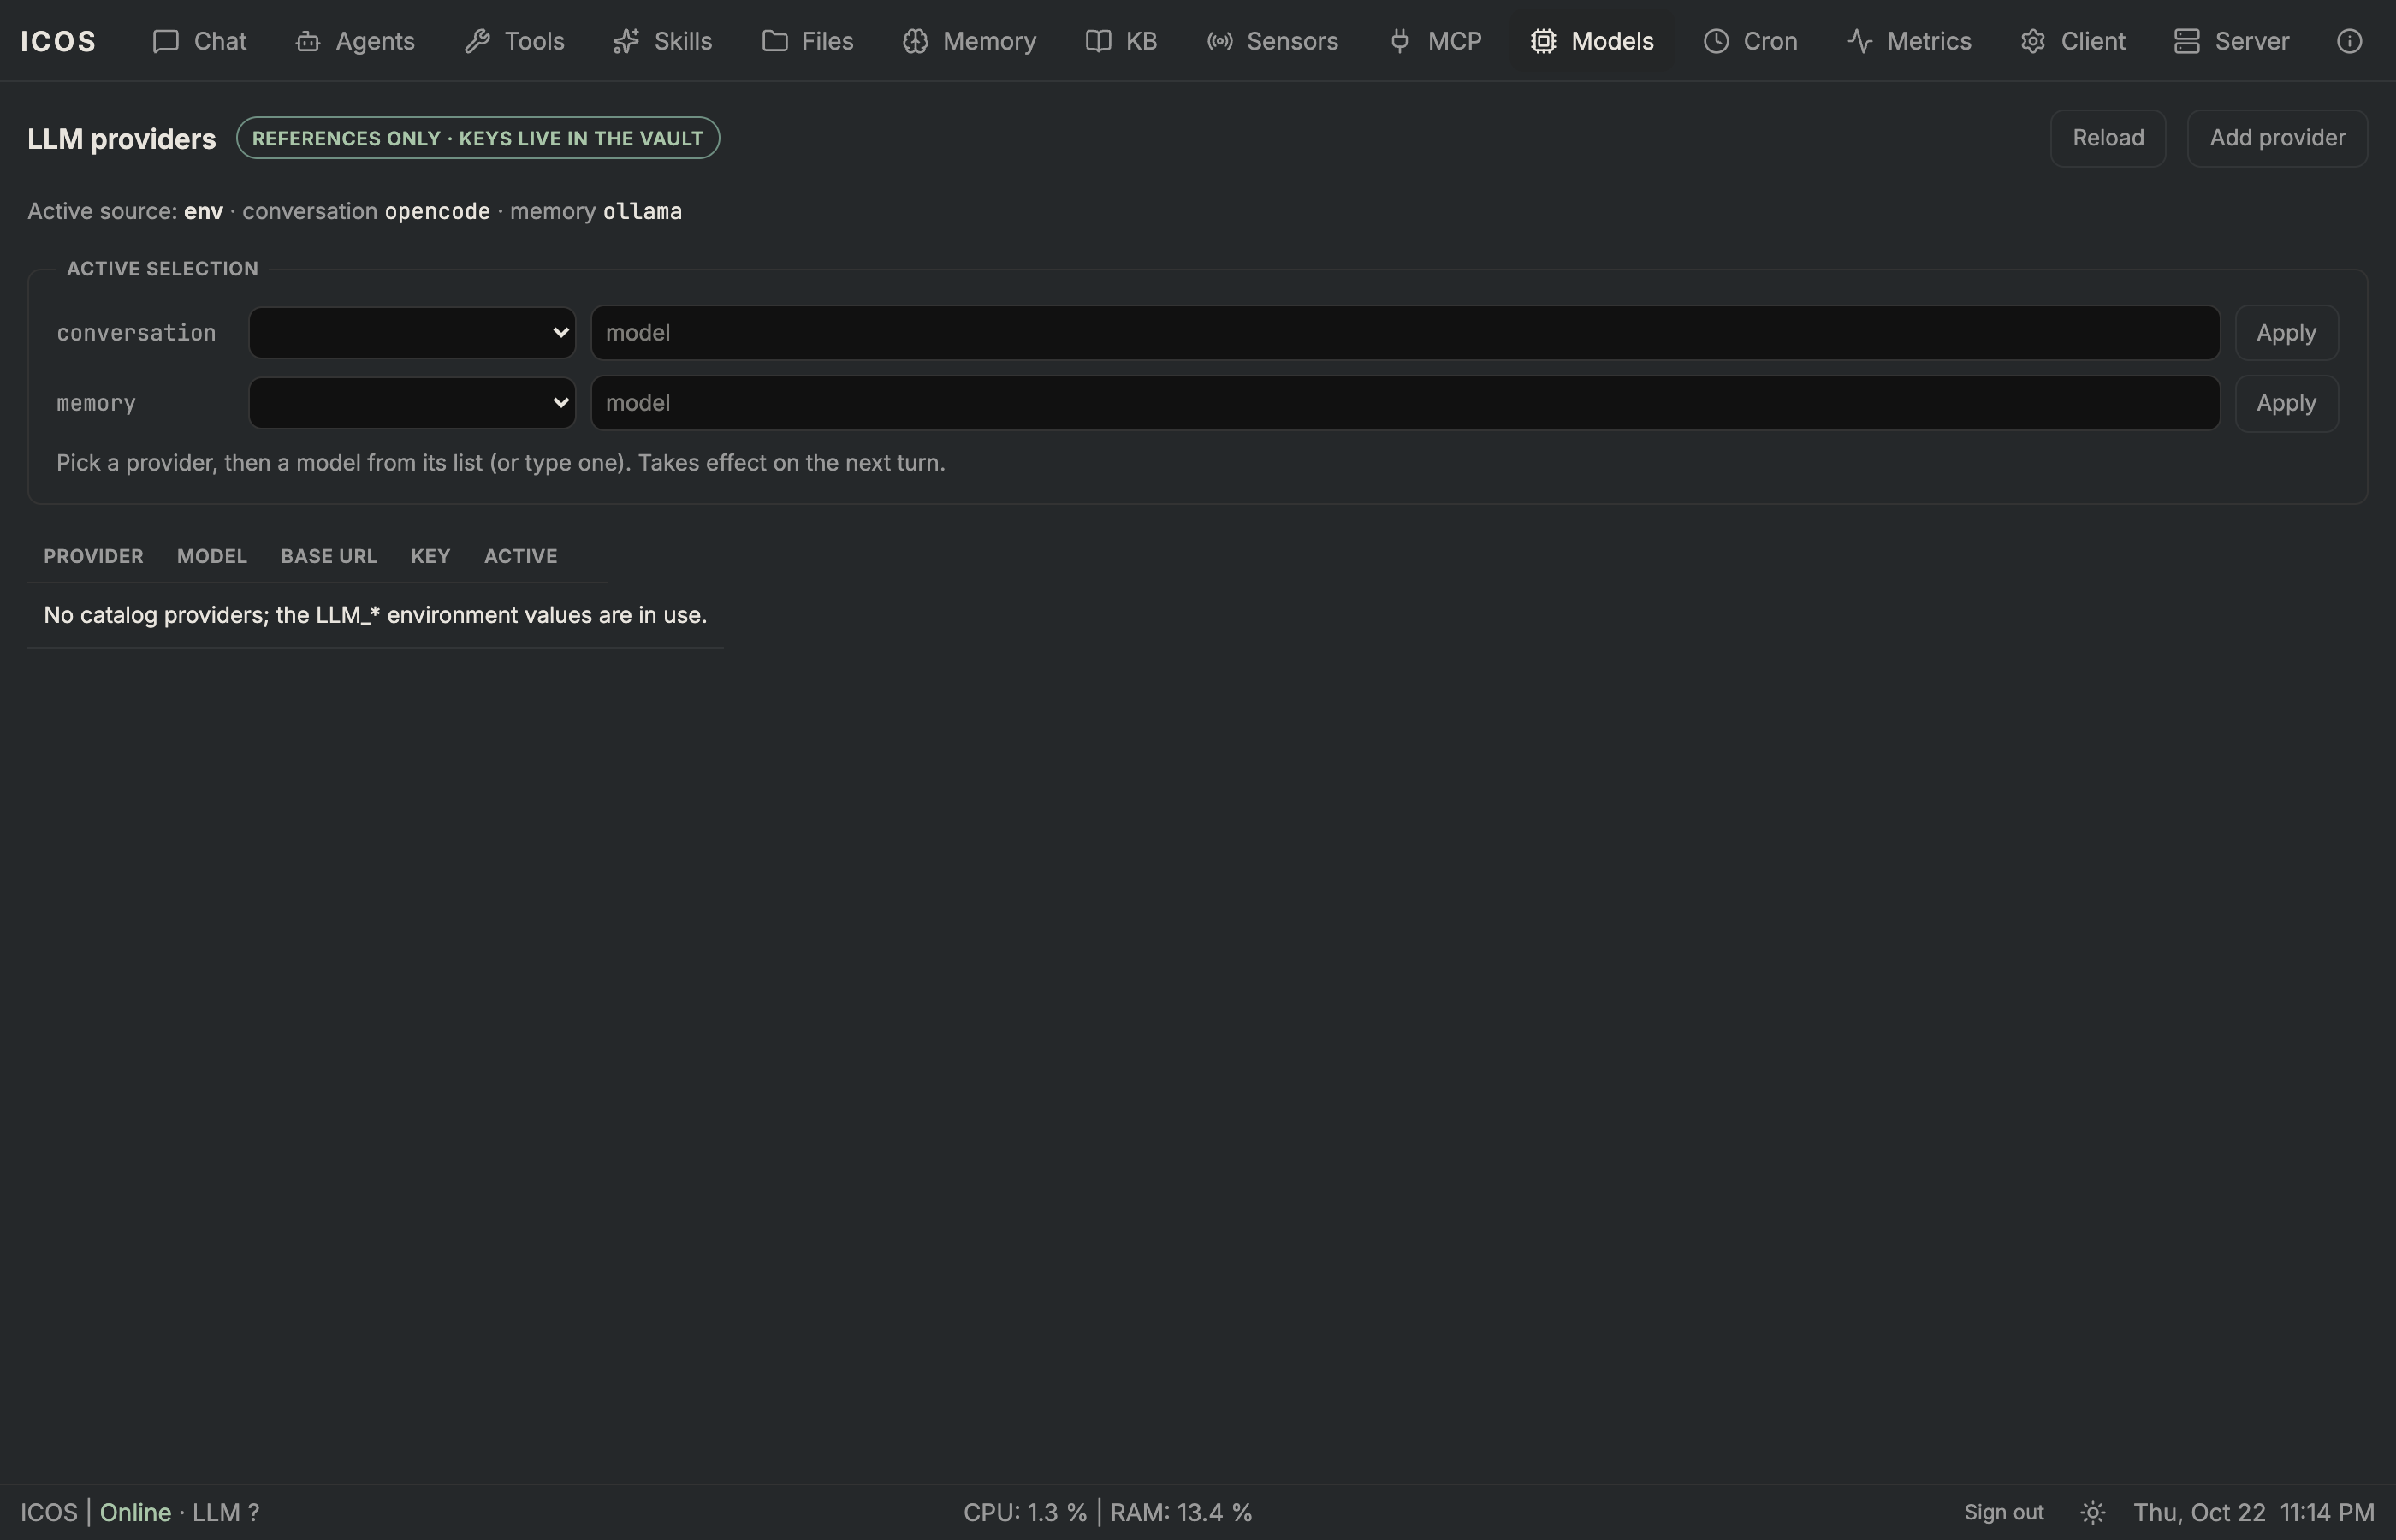 ICOS Chat Agents Tools Skills Files Memory KB Sensors MCP Models Cron Metrics Client Server
LLM providers REFERENCES ONLY · KEYS LIVE IN THE VAULT Reload Add provider
Active source: env · conversation opencode · memory ollama
ACTIVE SELECTION
conversation model Apply
memory model Apply
Pick a provider, then a model from its list (or type one). Takes effect on the next turn.
PROVIDER MODEL BASE URL KEY ACTIVE
No catalog providers; the LLM_* environment values are in use.
ICOS | Online · LLM ? CPU: 1.3 % | RAM: 13.4 % Sign out Thu, Oct 22 11:14 PM